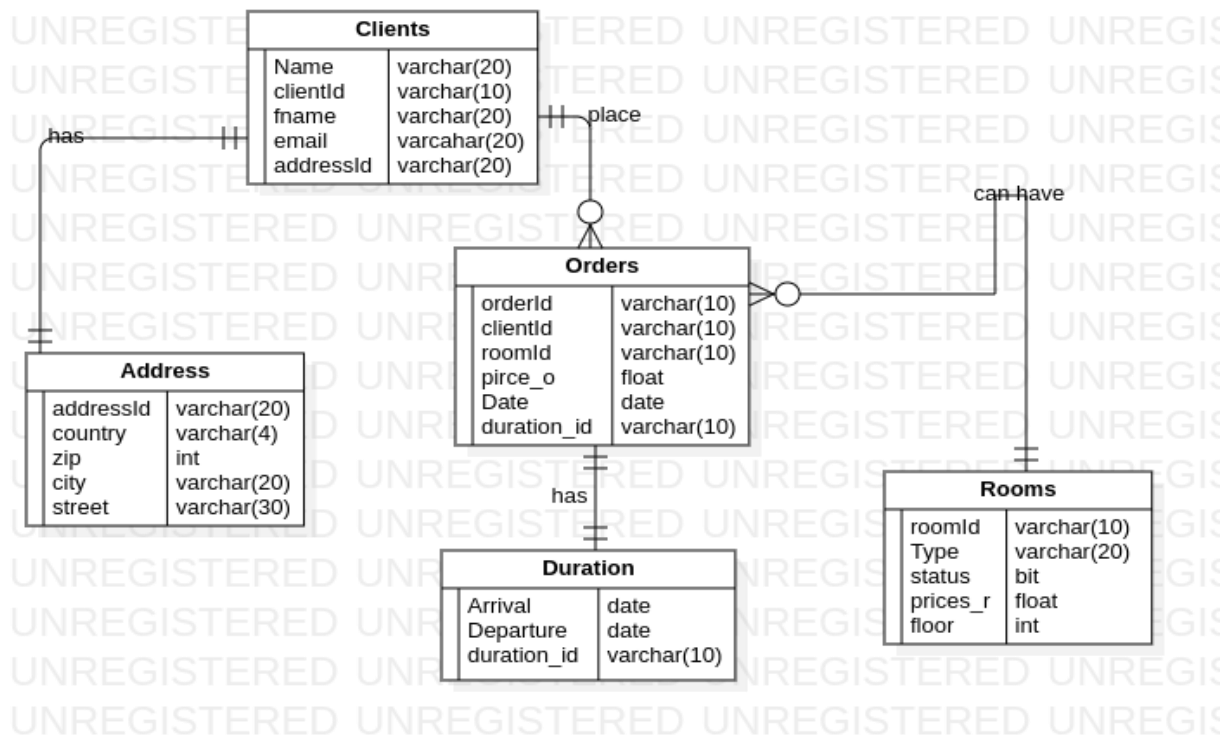 Clients
Name varchar(20)
clientId varchar(10)
fname varchar(20)
email varcahar(20)
addressId varchar(20)
has
place
can have
Orders
orderId varchar(10)
clientId varchar(10)
roomId varchar(10)
pirce_o float
Date date
duration_id varchar(10)
Address
addressId varchar(20)
country varchar(4)
zip int
city varchar(20)
street varchar(30)
has
Rooms
roomId varchar(10)
Type varchar(20)
status bit
prices_r float
floor int
Duration
Arrival date
Departure date
duration_id varchar(10)
UNREGISTERED